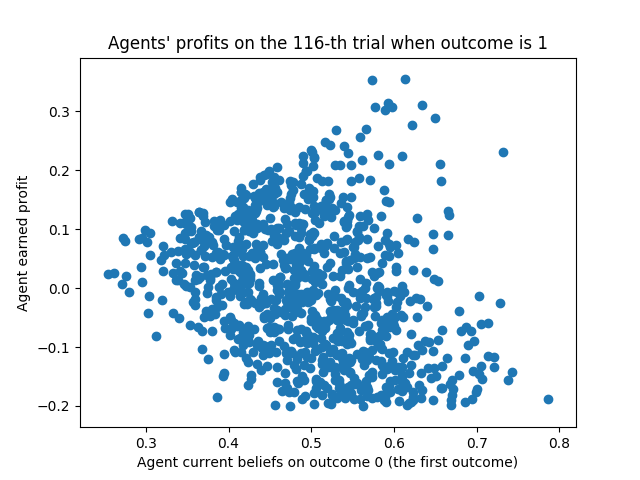 Agents' profits on the 116-th trial when outcome is 1
Agent earned profit
0.3
0.2
0.1
0.0
−0.1
−0.2
0.3 0.4 0.5 0.6 0.7 0.8
Agent current beliefs on outcome 0 (the first outcome)